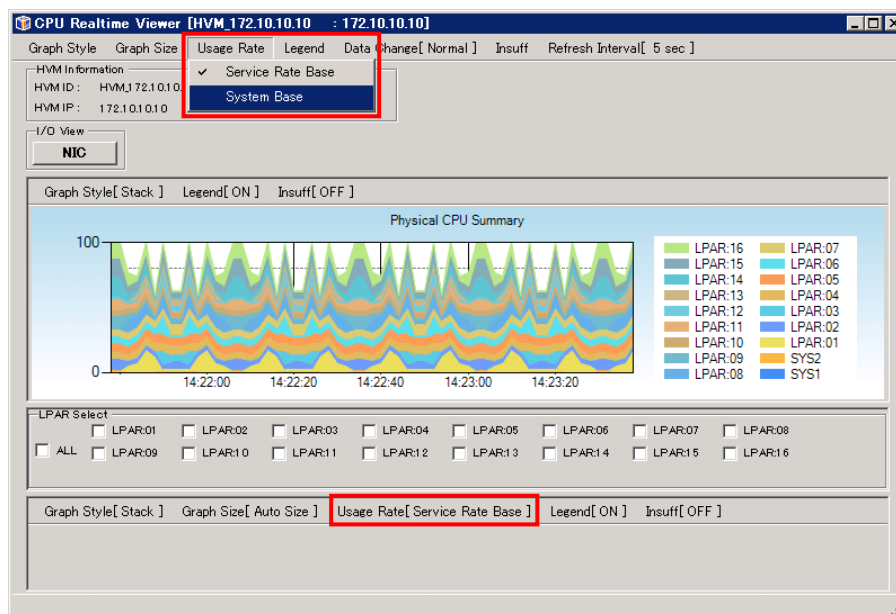 CPU Realtime Viewer [HVM_172.10.10.10 : 172.10.10.10]
Graph Style Graph Size Usage Rate Legend Data Change[ Normal ] Insuff Refresh Interval[ 5 sec ]
✓ Service Rate Base
System Base
HVM Information
HVM ID : HVM_172.10.10.
HVM IP : 172.10.10.10
I/O View
NIC
Graph Style[ Stack ] Legend[ ON ] Insuff[ OFF ]
Physical CPU Summary
100
0
14:22:00 14:22:20 14:22:40 14:23:00 14:23:20
LPAR:16 LPAR:07
LPAR:15 LPAR:06
LPAR:14 LPAR:05
LPAR:13 LPAR:04
LPAR:12 LPAR:03
LPAR:11 LPAR:02
LPAR:10 LPAR:01
LPAR:09 SYS2
LPAR:08 SYS1
LPAR Select
LPAR:01 LPAR:02 LPAR:03 LPAR:04 LPAR:05 LPAR:06 LPAR:07 LPAR:08
ALL LPAR:09 LPAR:10 LPAR:11 LPAR:12 LPAR:13 LPAR:14 LPAR:15 LPAR:16
Graph Style[ Stack ] Graph Size[ Auto Size ] Usage Rate[ Service Rate Base ] Legend[ ON ] Insuff[ OFF ]